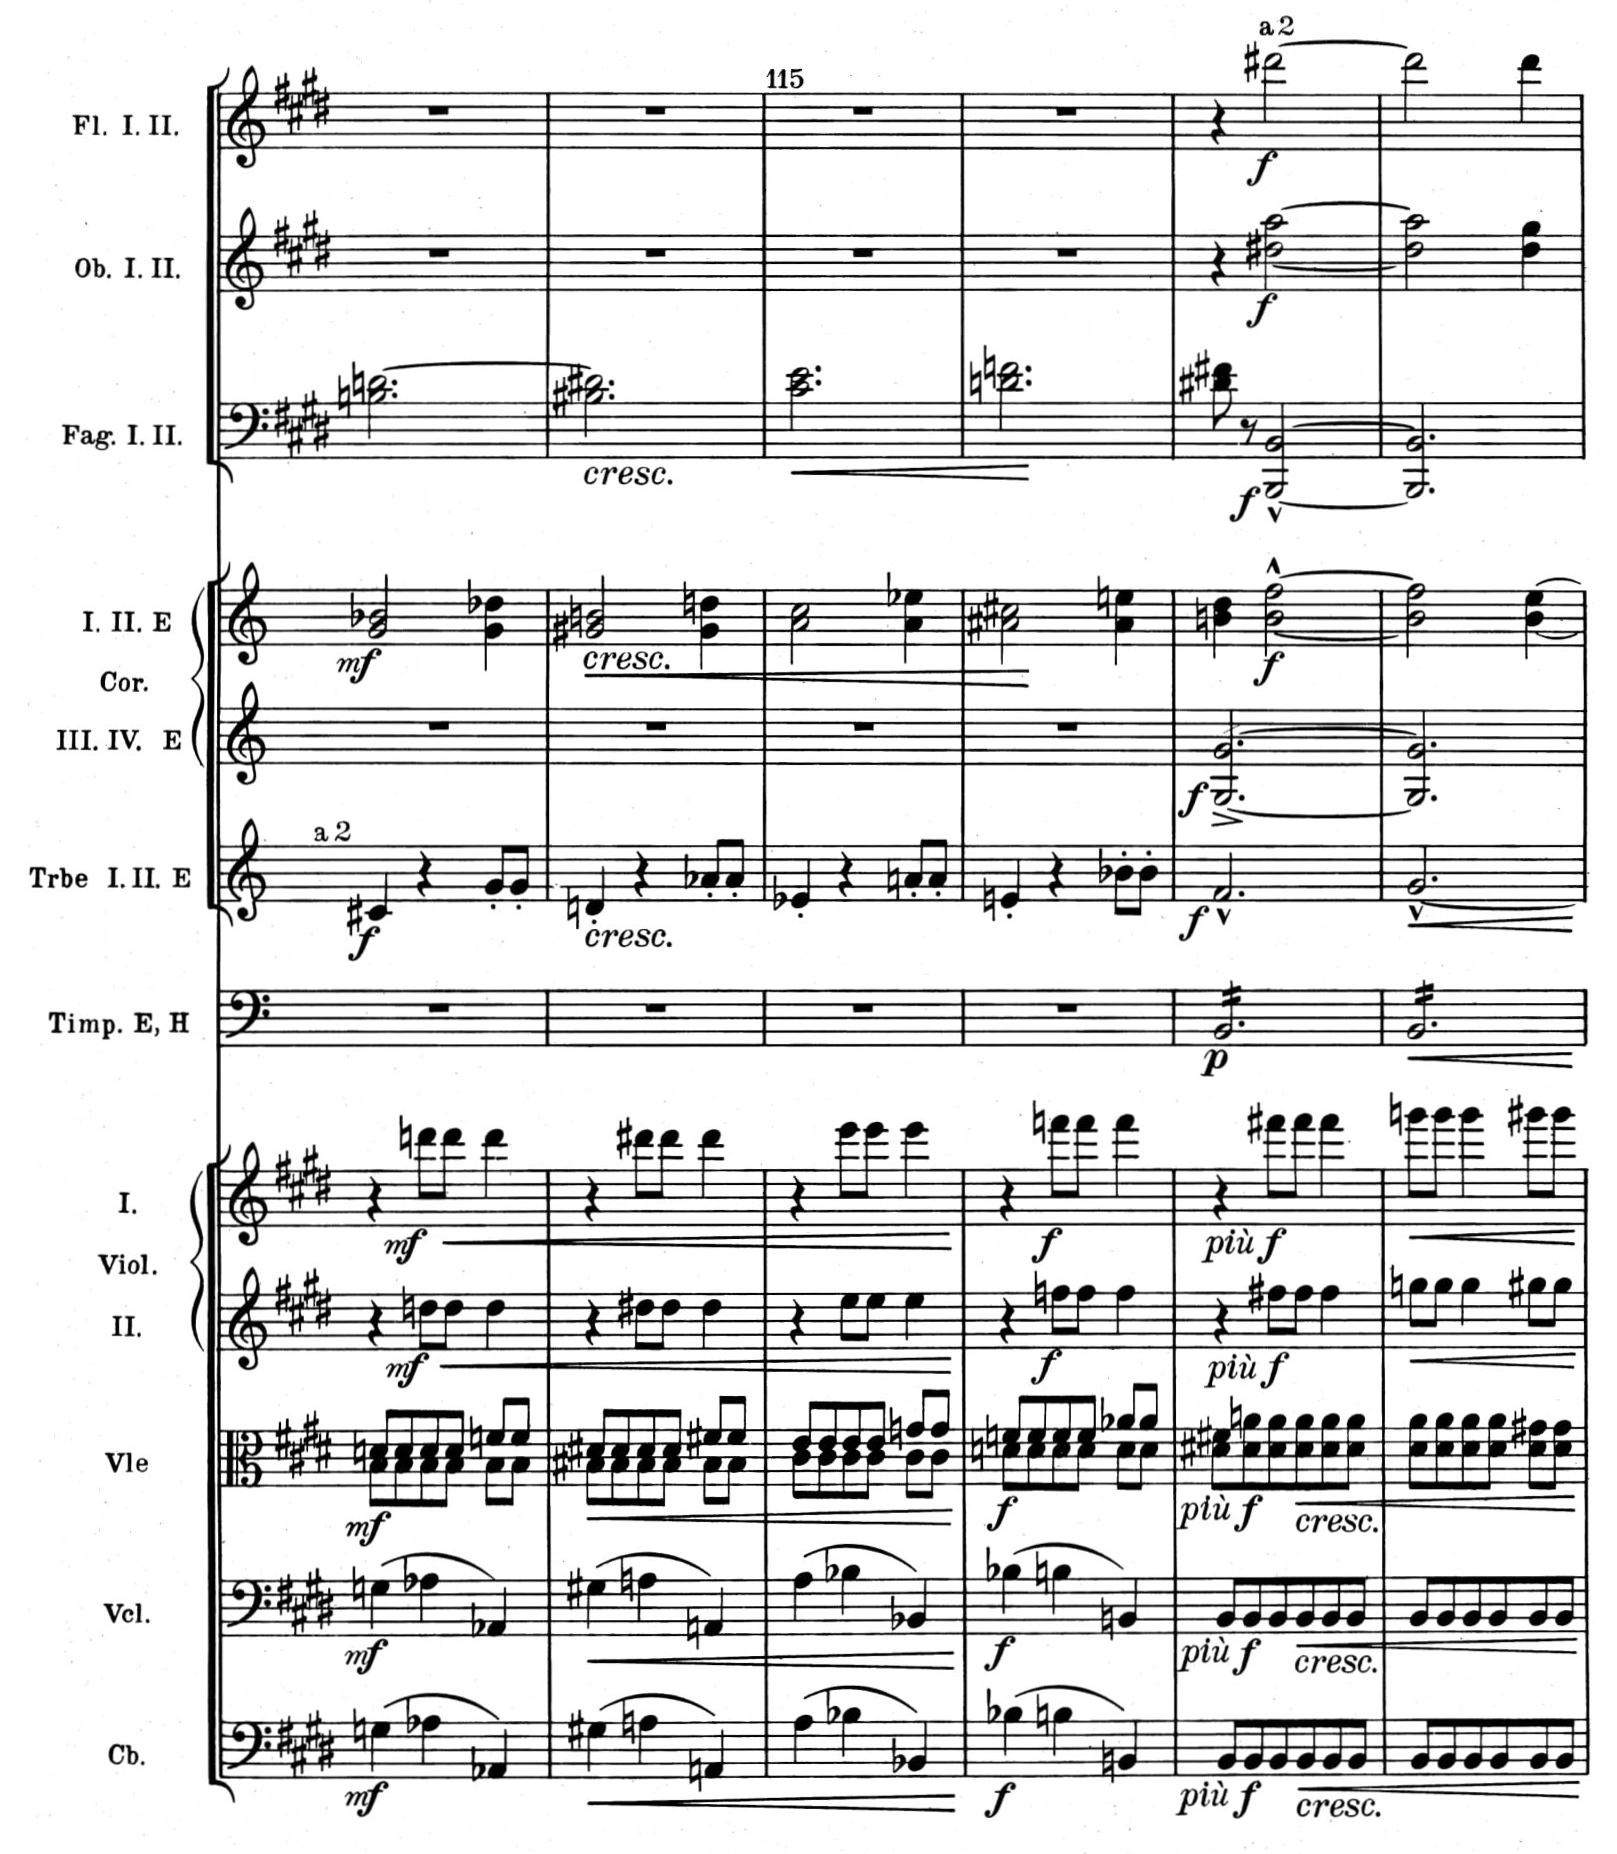 a 2
115
Fl. I. II.
f
Ob. I. II.
f
Fag. I. II.
cresc.
f
I. II. E
mf
cresc.
f
Cor.
III. IV. E
f
a 2
Trbe I. II. E
f
cresc.
f
Timp. E, H
p
I.
mf
f
più f
Viol.
II.
mf
f
più f
Vle
mf
f
più f
cresc.
Vcl.
mf
f
più f
cresc.
Cb.
mf
f
più f
cresc.